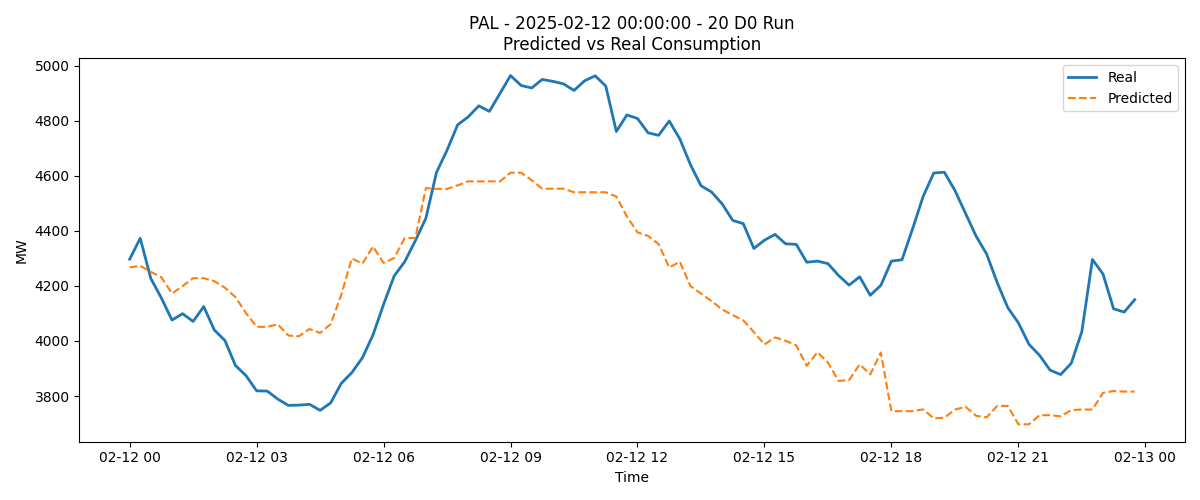 PAL - 2025-02-12 00:00:00 - 20 D0 Run
Predicted vs Real Consumption
Real
Predicted
MW
5000
4800
4600
4400
4200
4000
3800
02-12 00
02-12 03
02-12 06
02-12 09
02-12 12
02-12 15
02-12 18
02-12 21
02-13 00
Time